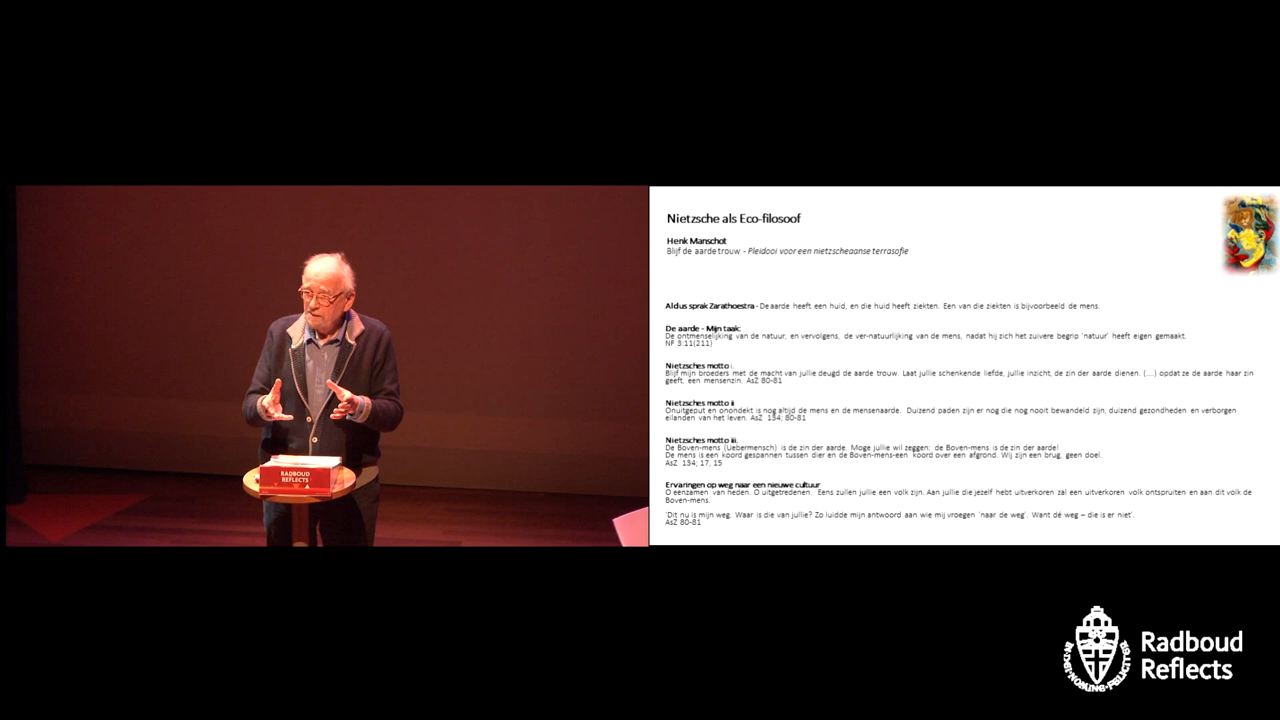 Nietzsche als Eco-filosoof
Henk Manschot
Blijf de aarde trouw - Pleidooi voor een nietzscheaanse terrasofie
Aldus sprak Zarathoestra - De aarde heeft een huid, en die huid heeft ziekten. Een van die ziekten is bijvoorbeeld de mens.
De aarde - Mijn taak:
De ontmenselijking van de natuur, en vervolgens, de ver-natuurlijking van de mens, nadat hij zich het zuivere begrip 'natuur' heeft eigen gemaakt.
NF 3:11(211)
Nietzsches motto i.
Blijf mijn broeders met de macht van jullie deugd de aarde trouw. Laat jullie schenkende liefde, jullie inzicht, de zin der aarde dienen. (....) opdat ze de aarde haar zin
geeft, een mensenzin. AsZ 80-81
Nietzsches motto ii
Onuitgeput en onondekt is nog altijd de mens en de mensenaarde. Duizend paden zijn er nog die nog nooit bewandeld zijn, duizend gezondheden en verborgen
eilanden van het leven. AsZ 134; 80-81
Nietzsches motto iii.
De Boven-mens (Uebermensch) is de zin der aarde. Moge jullie wil zeggen: de Boven-mens is de zin der aarde!
De mens is een koord gespannen tussen dier en de Boven-mens-een koord over een afgrond. Wij zijn een brug, geen doel.
AsZ 134; 17, 15
Ervaringen op weg naar een nieuwe cultuur
O eenzamen van heden. O uitgetredenen. Eens zullen jullie een volk zijn. Aan jullie die jezelf hebt uitverkoren zal een uitverkoren volk ontspruiten en aan dit volk de
Boven-mens.
'Dit nu is mijn weg. Waar is die van jullie? Zo luidde mijn antwoord aan wie mij vroegen 'naar de weg'. Want dé weg – die is er niet'.
AsZ 80-81
RADBOUD
REFLECTS
Radboud
Reflects